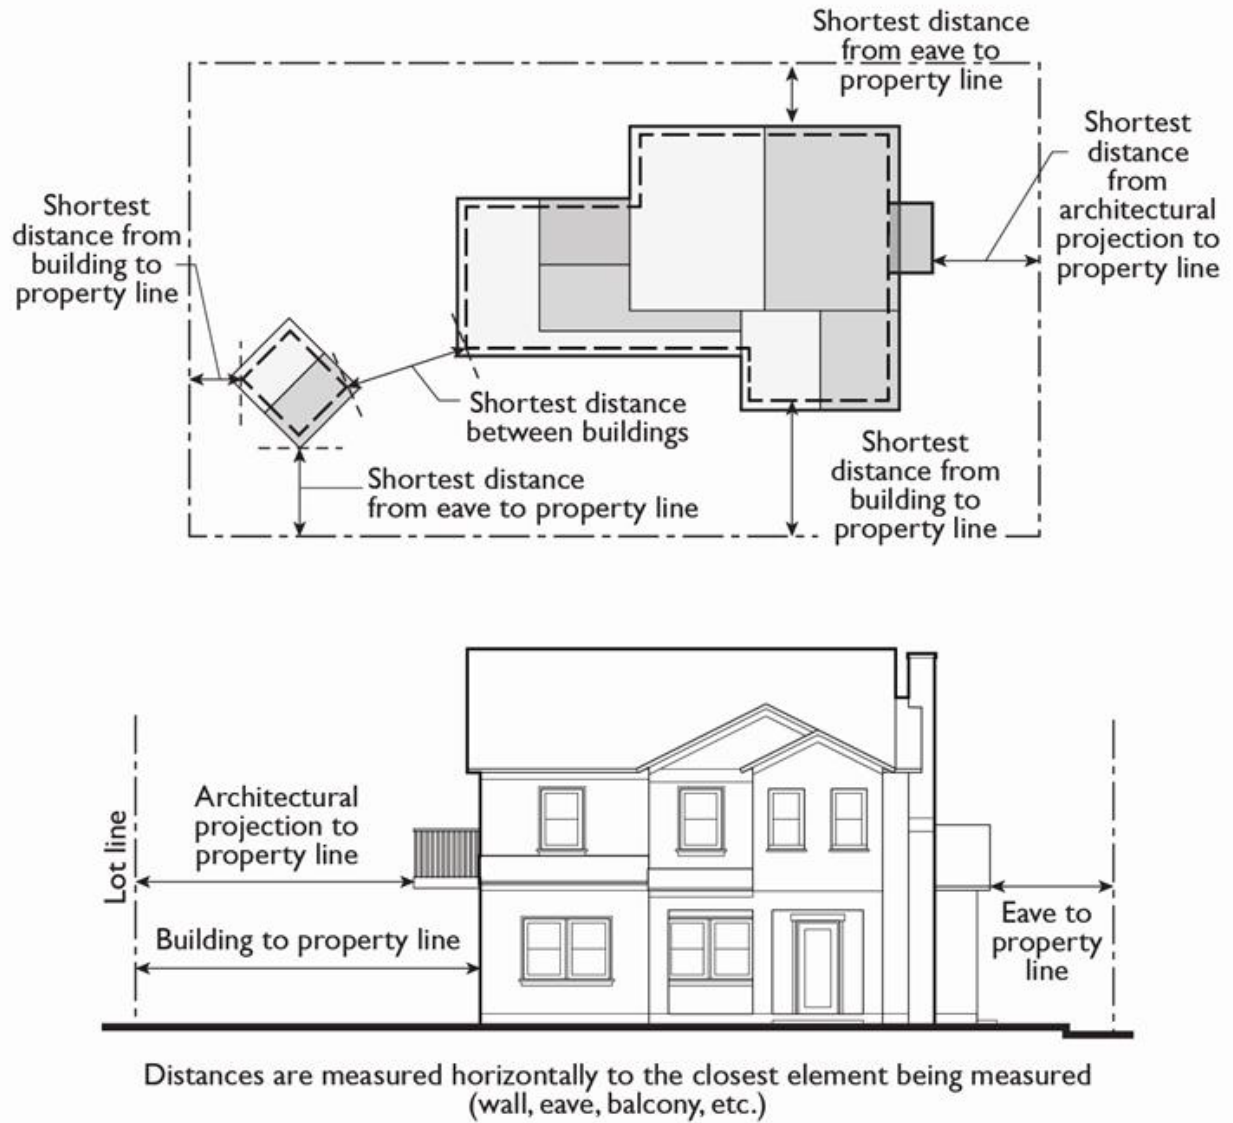 Shortest distance
from eave to
property line
Shortest
distance
from
architectural
projection to
property line
Shortest
distance from
building to
property line
Shortest distance
between buildings
Shortest distance
from eave to property line
Shortest
distance from
building to
property line
Lot line
Architectural
projection to
property line
Building to property line
Eave to
property
line
Distances are measured horizontally to the closest element being measured
(wall, eave, balcony, etc.)